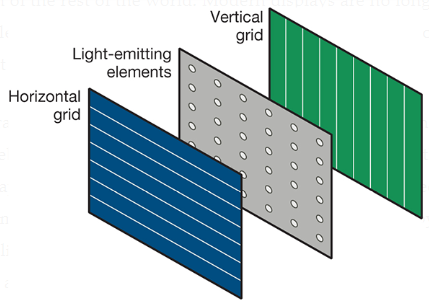 Vertical
grid
Light-emitting
elements
Horizontal
grid